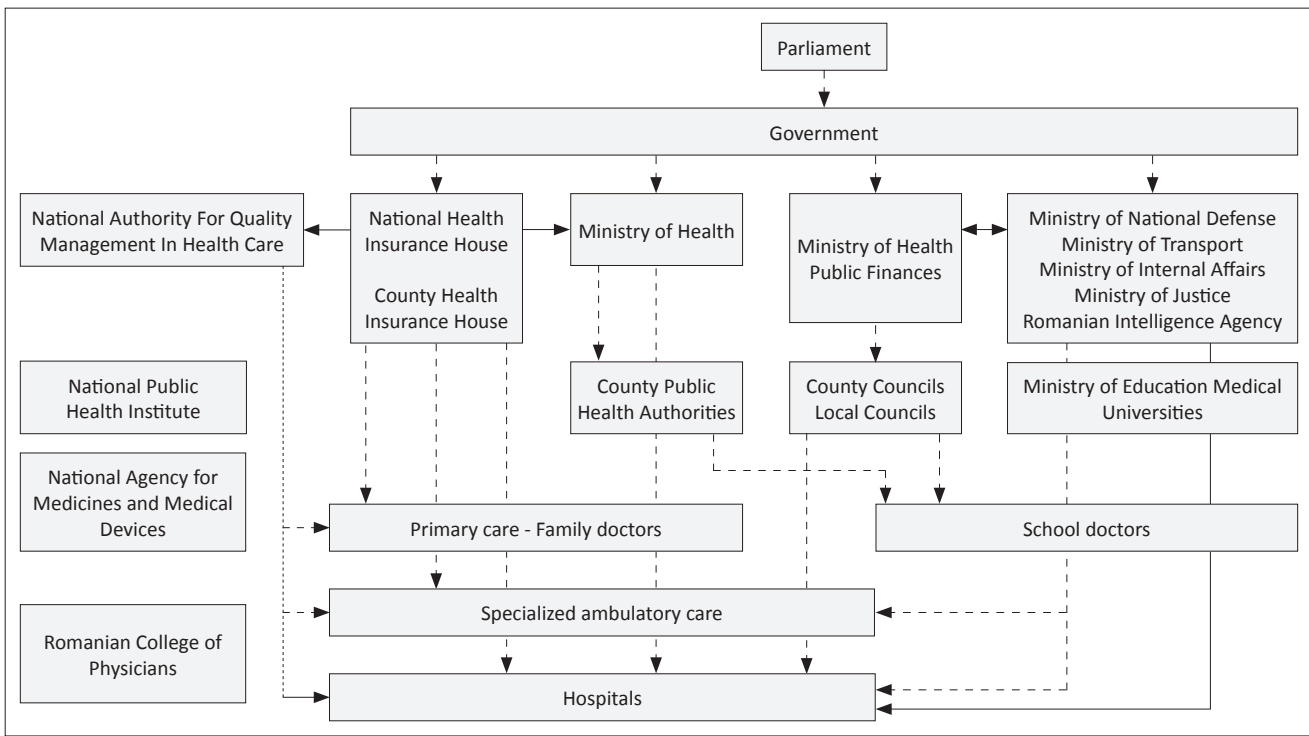 Parliament
Government
National Authority For Quality
Management In Health Care
National Health
Insurance House
County Health
Insurance House
Ministry of Health
Ministry of Health
Public Finances
Ministry of National Defense
Ministry of Transport
Ministry of Internal Affairs
Ministry of Justice
Romanian Intelligence Agency
National Public
Health Institute
County Public
Health Authorities
County Councils
Local Councils
Ministry of Education Medical
Universities
National Agency for
Medicines and Medical
Devices
Primary care - Family doctors
School doctors
Specialized ambulatory care
Romanian College of
Physicians
Hospitals